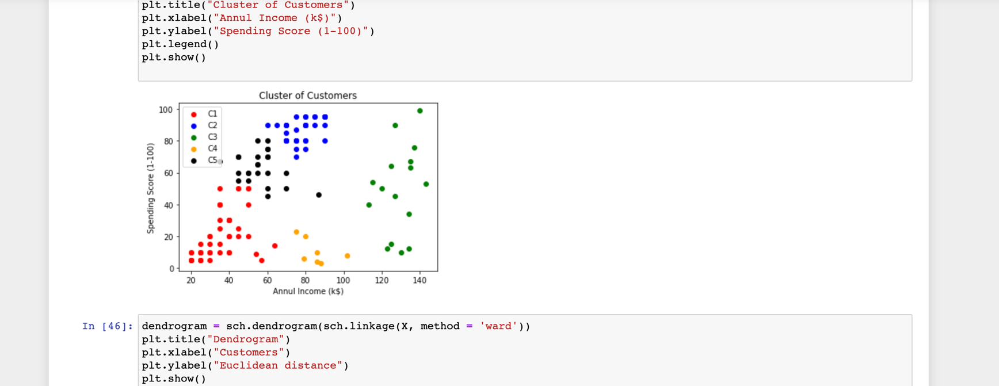 plt.title("Cluster of Customers")
plt.xlabel("Annul Income (k$)")
plt.ylabel("Spending Score (1-100)")
plt.legend()
plt.show()
Cluster of Customers
C1
C2
C3
C4
C5
Spending Score (1-100)
100
80
60
40
20
0
20 40 60 80 100 120 140
Annul Income (k$)
In [46]: dendrogram = sch.dendrogram(sch.linkage(X, method = 'ward'))
plt.title("Dendrogram")
plt.xlabel("Customers")
plt.ylabel("Euclidean distance")
plt.show()